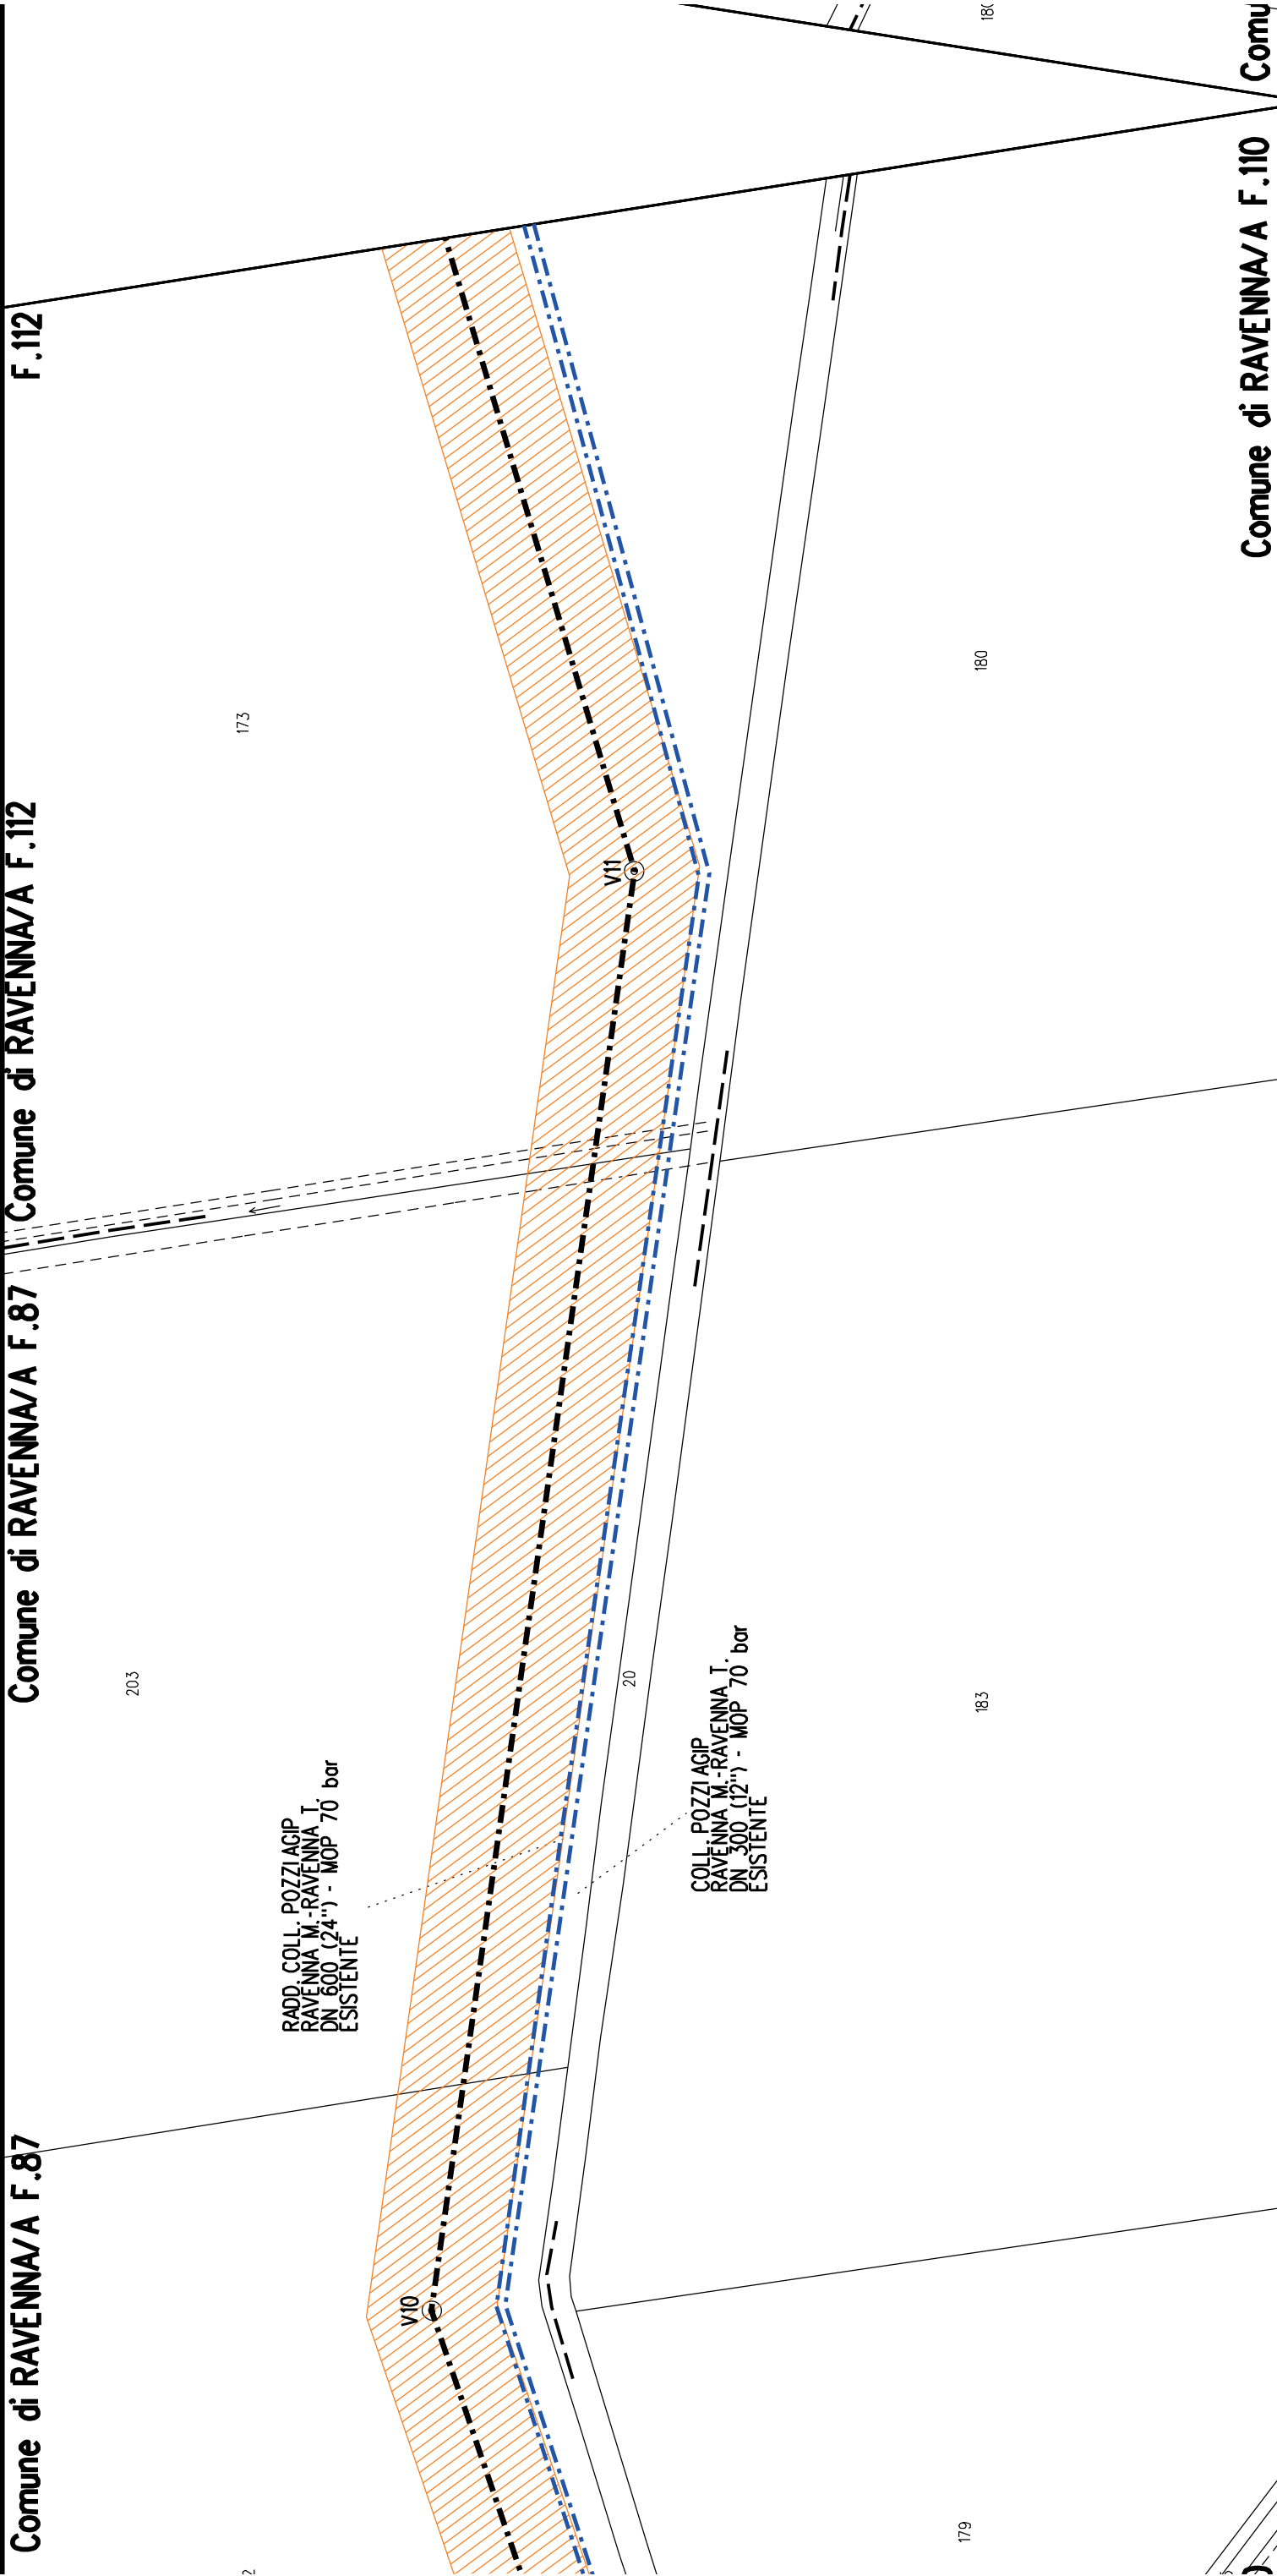 Comune di RAVENNA/A F.87
Comune di RAVENNA/A F.87
Comune di RAVENNA/A F.112
F.112
203
173
RADD. COLL. POZZI AGIP
RAVENNA M.-RAVENNA T.
DN 600 (24") - MOP 70 bar
ESISTENTE
V10
V11
20
COLL. POZZI AGIP
RAVENNA M.-RAVENNA T.
DN 300 (12") - MOP 70 bar
ESISTENTE
179
183
180
Comune di RAVENNA/A F.110